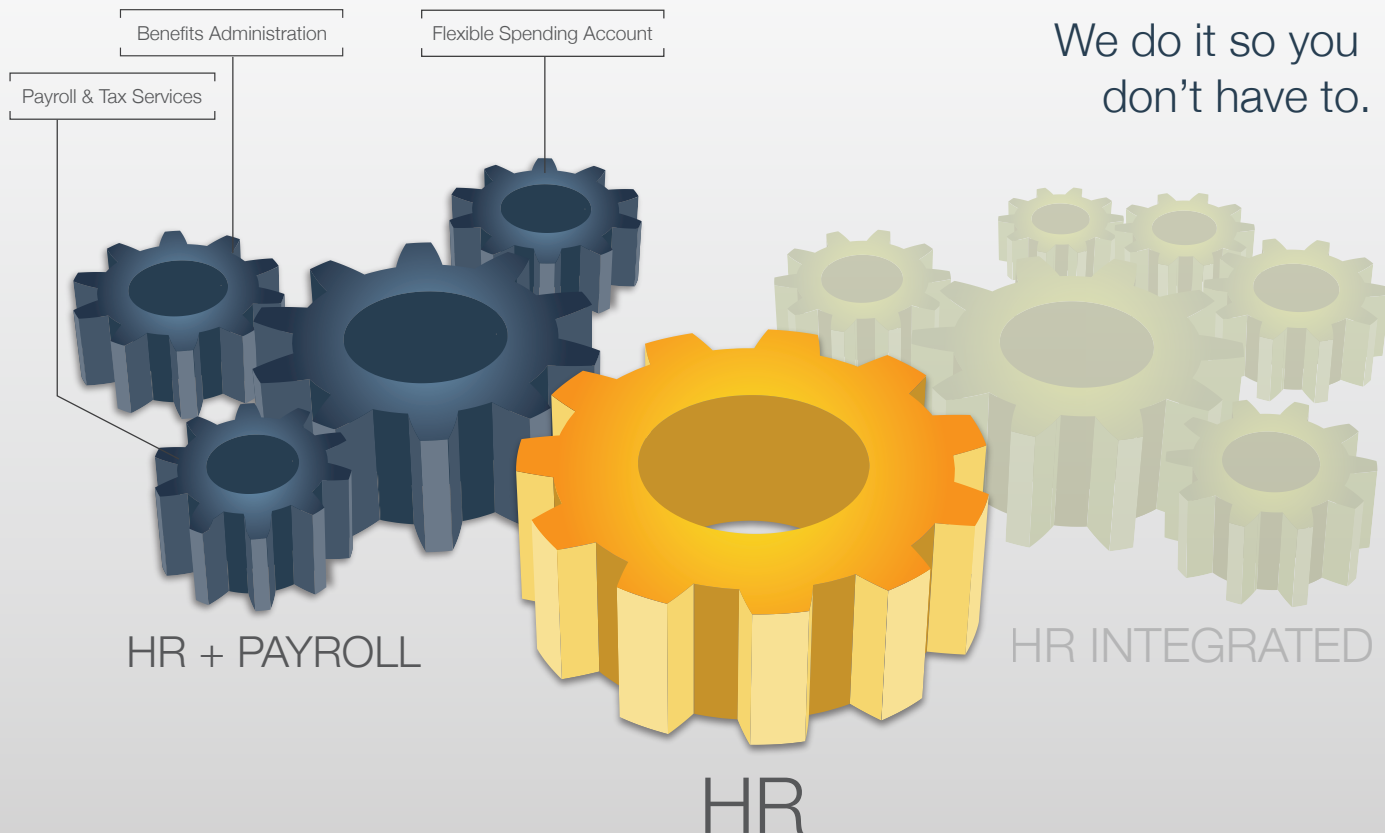 Benefits Administration
Flexible Spending Account
We do it so you
don’t have to.
Payroll & Tax Services
HR + PAYROLL
HR INTEGRATED
HR